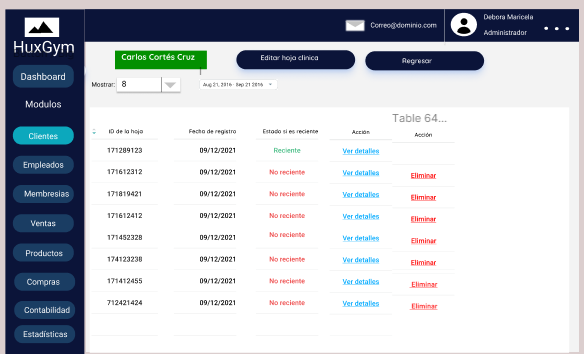 HuxGym
Dashboard
Modulos
Clientes
Empleados
Membresias
Ventas
Productos
Compras
Contabilidad
Estadísticas
Correo@dominio.com
Debora Maricela
Administrador
Carlos Cortés Cruz
Editar hoja clínica
Regresar
Mostrar: 8
Aug 21, 2016 - Sep 21 2016
Table 64...
ID de la hoja Fecha de registro Estado si es reciente Acción Acción
171289123 09/12/2021 Reciente Ver detalles
171612312 09/12/2021 No reciente Ver detalles Eliminar
171819421 09/12/2021 No reciente Ver detalles Eliminar
171612412 09/12/2021 No reciente Ver detalles Eliminar
171452328 09/12/2021 No reciente Ver detalles Eliminar
174123238 09/12/2021 No reciente Ver detalles Eliminar
171412455 09/12/2021 No reciente Ver detalles Eliminar
712421424 09/12/2021 No reciente Ver detalles Eliminar